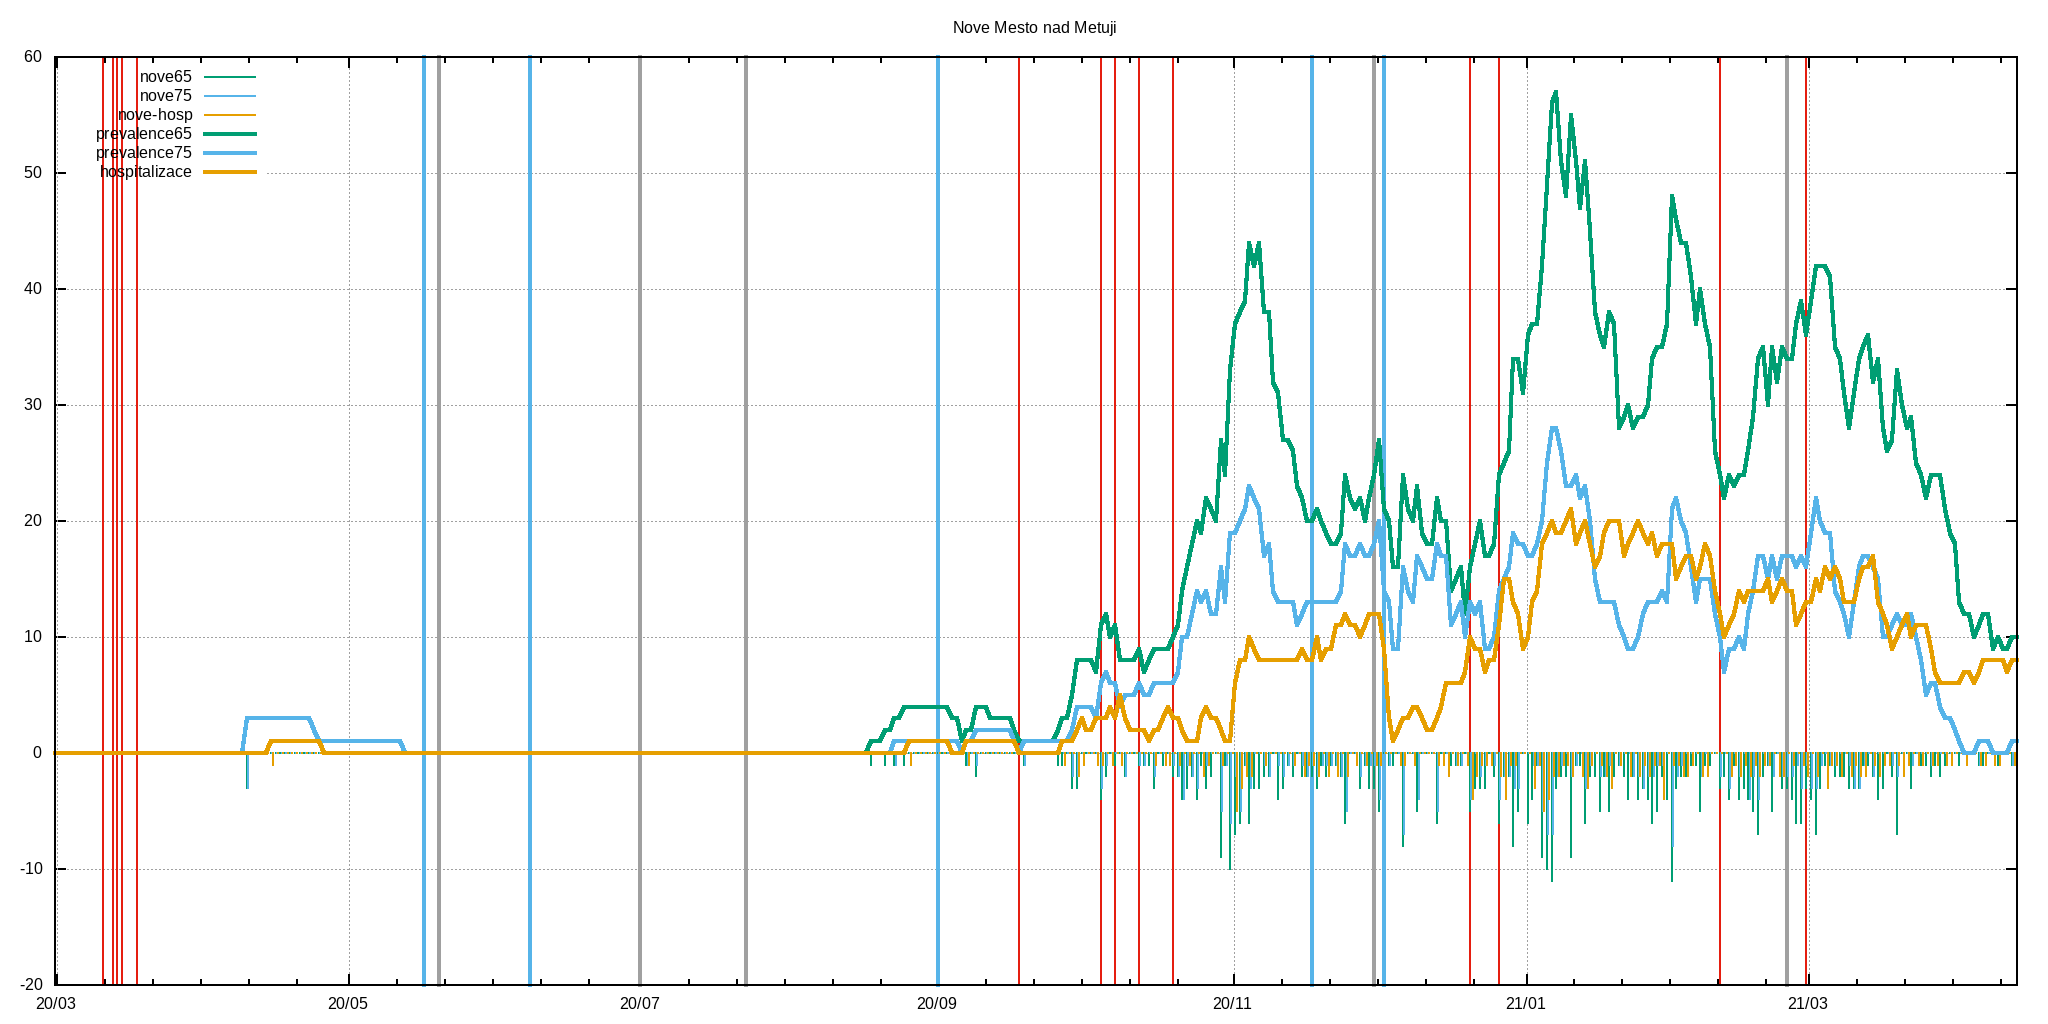 Nove Mesto nad Metuji
60
nove65
nove75
nove-hosp
prevalence65
prevalence75
hospitalizace
50
40
30
20
10
0
-10
-20
20/03 20/05 20/07 20/09 20/11 21/01 21/03